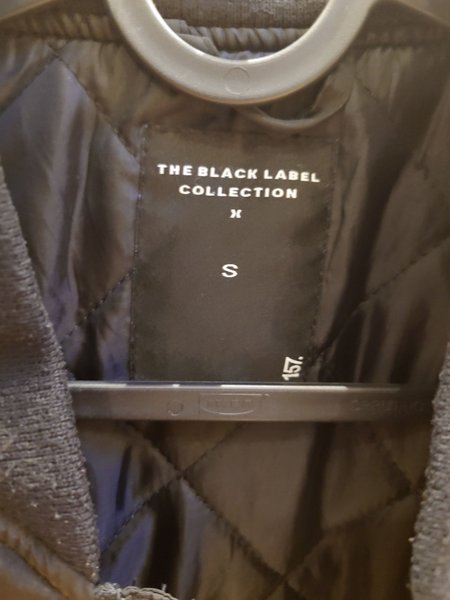 THE BLACK LABEL
COLLECTION
S
157.